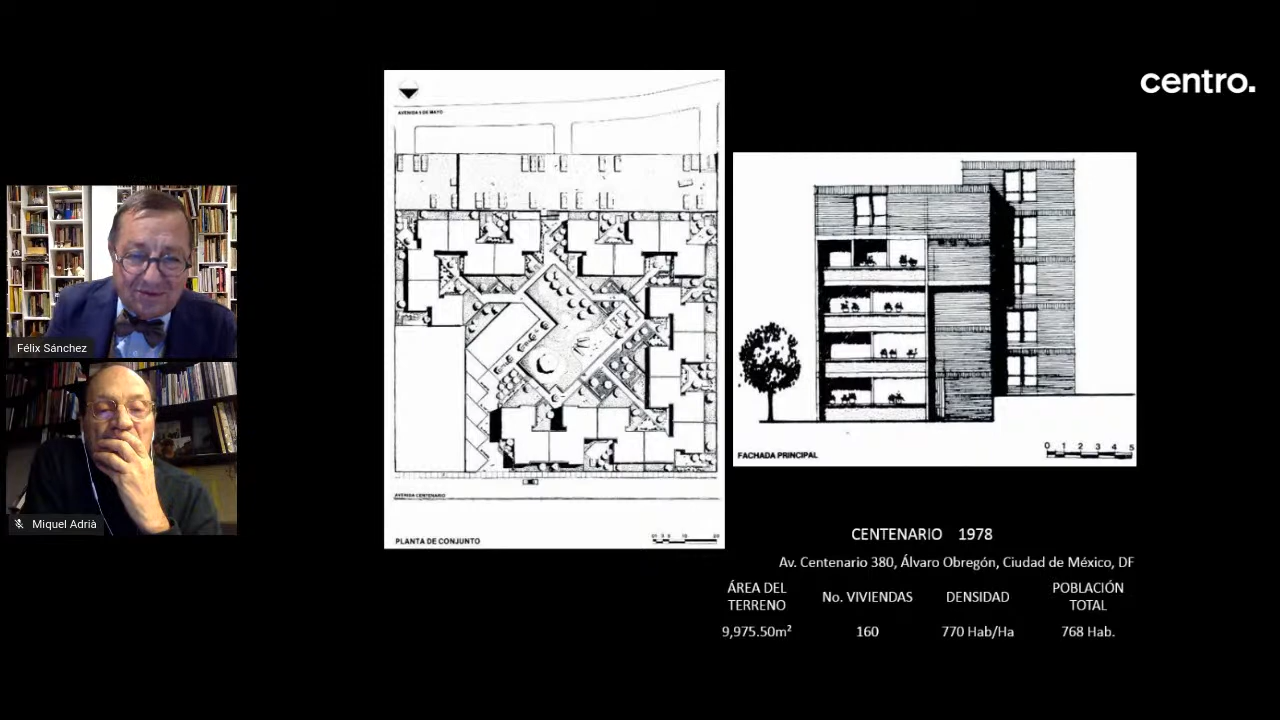 centro.
AVENIDA 5 DE MAYO
AVENIDA CENTENARIO
PLANTA DE CONJUNTO
FACHADA PRINCIPAL
0 1 2 3 4 5
Félix Sánchez
Miquel Adrià
CENTENARIO 1978
Av. Centenario 380, Álvaro Obregón, Ciudad de México, DF
ÁREA DEL TERRENO
No. VIVIENDAS
DENSIDAD
POBLACIÓN TOTAL
9,975.50m²
160
770 Hab/Ha
768 Hab.